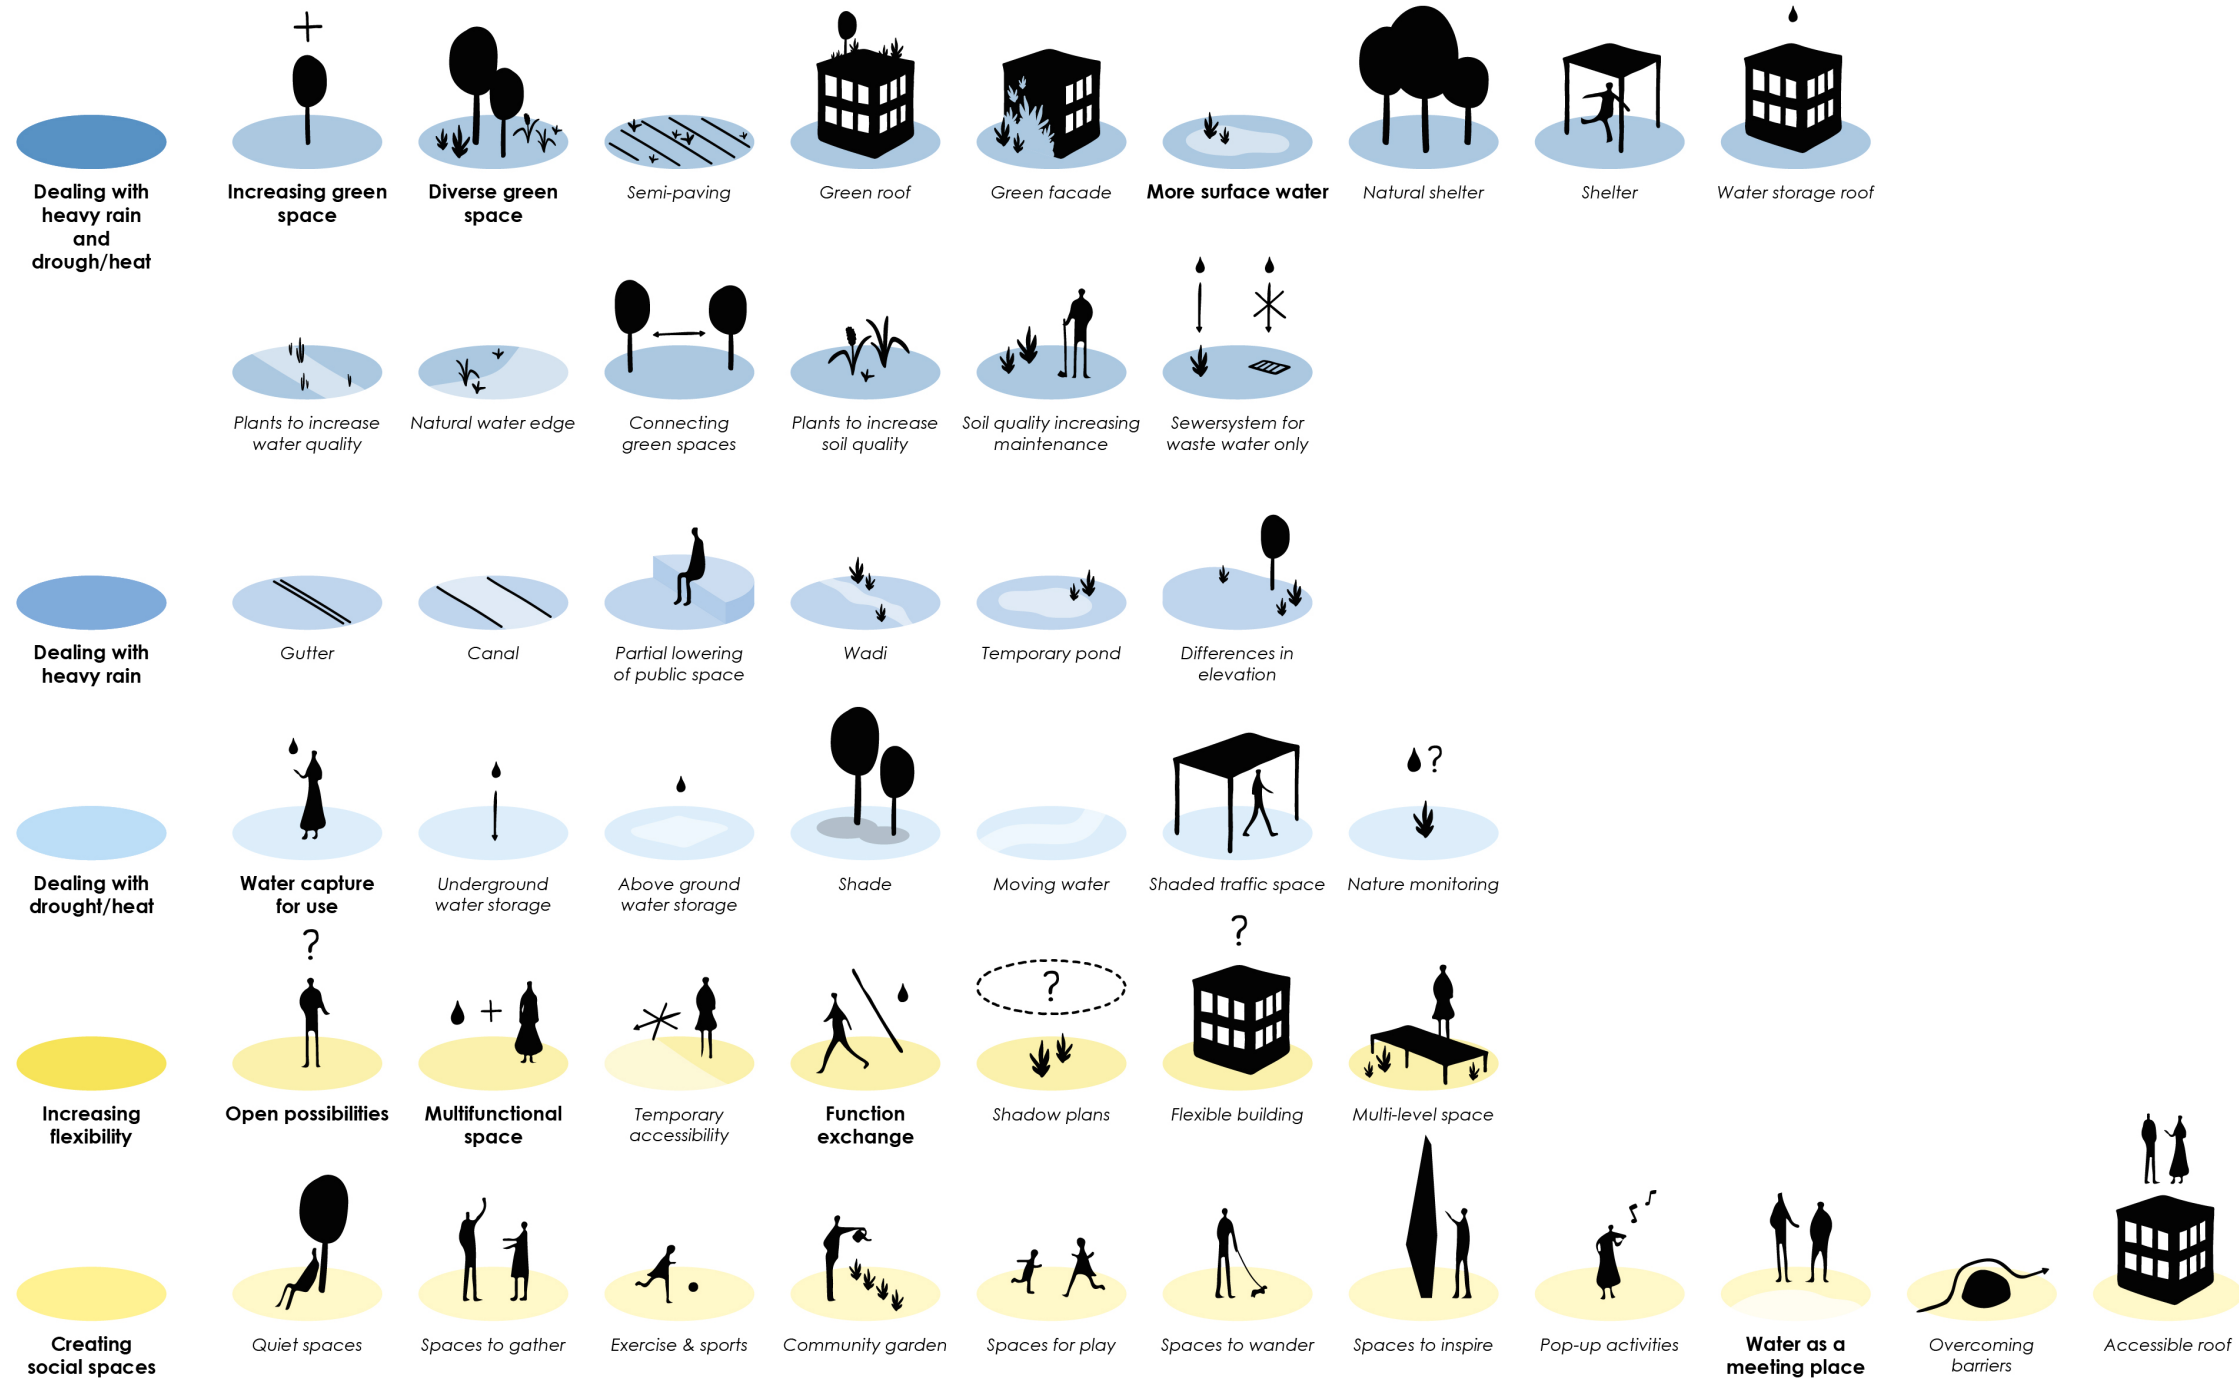 Dealing with
heavy rain
and
drough/heat
Increasing green
space
Diverse green
space
Semi-paving
Green roof
Green facade
More surface water
Natural shelter
Shelter
Water storage roof
Plants to increase
water quality
Natural water edge
Connecting
green spaces
Plants to increase
soil quality
Soil quality increasing
maintenance
Sewersystem for
waste water only
Dealing with
heavy rain
Gutter
Canal
Partial lowering
of public space
Wadi
Temporary pond
Differences in
elevation
Dealing with
drought/heat
Water capture
for use
Underground
water storage
Above ground
water storage
Shade
Moving water
Shaded traffic space
?
Nature monitoring
Increasing
flexibility
?
Open possibilities
+
Multifunctional
space
Temporary
accessibility
Function
exchange
?
Shadow plans
?
Flexible building
Multi-level space
Creating
social spaces
Quiet spaces
Spaces to gather
Exercise & sports
Community garden
Spaces for play
Spaces to wander
Spaces to inspire
Pop-up activities
Water as a
meeting place
Overcoming
barriers
Accessible roof